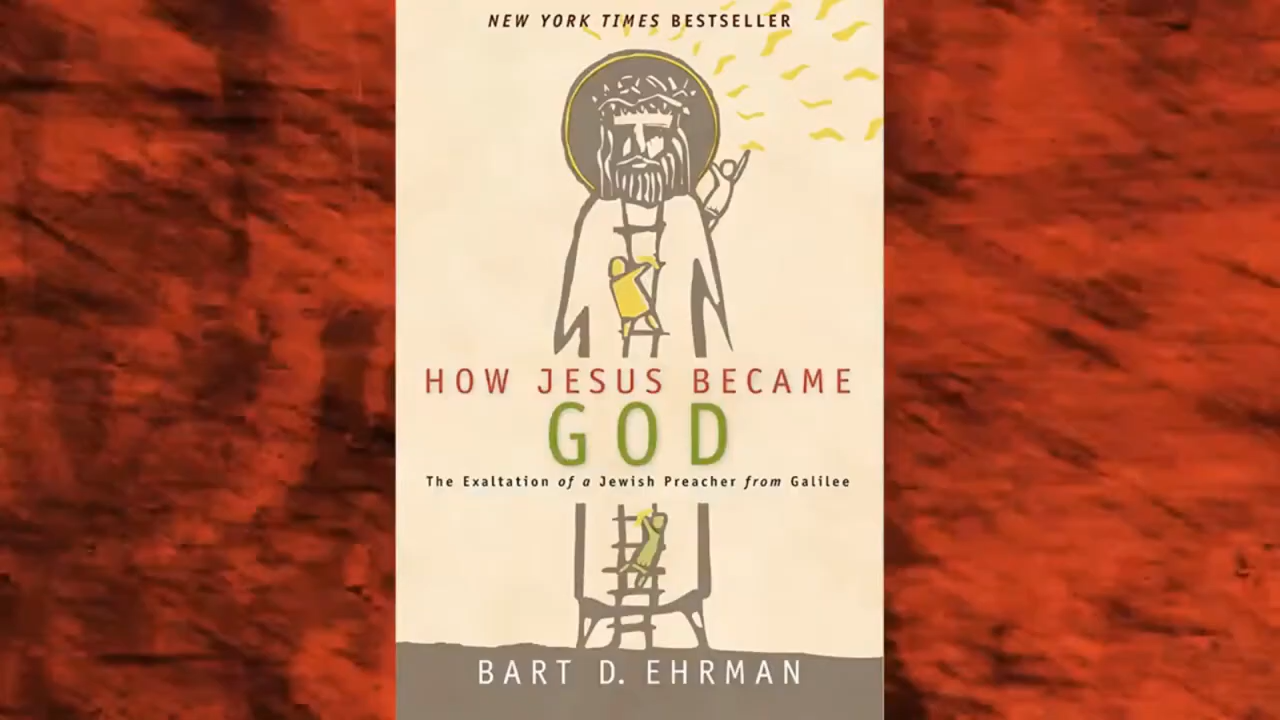 NEW YORK TIMES BESTSELLER
HOW JESUS BECAME
GOD
The Exaltation of a Jewish Preacher from Galilee
BART D. EHRMAN